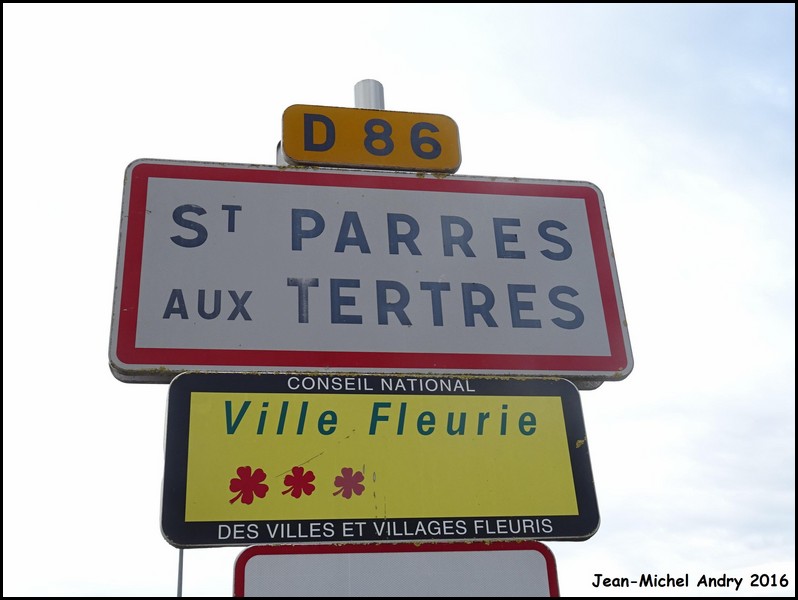 D 86
ST PARRES
AUX TERTRES
CONSEIL NATIONAL
Ville Fleurie
DES VILLES ET VILLAGES FLEURIS
Jean-Michel Andry 2016